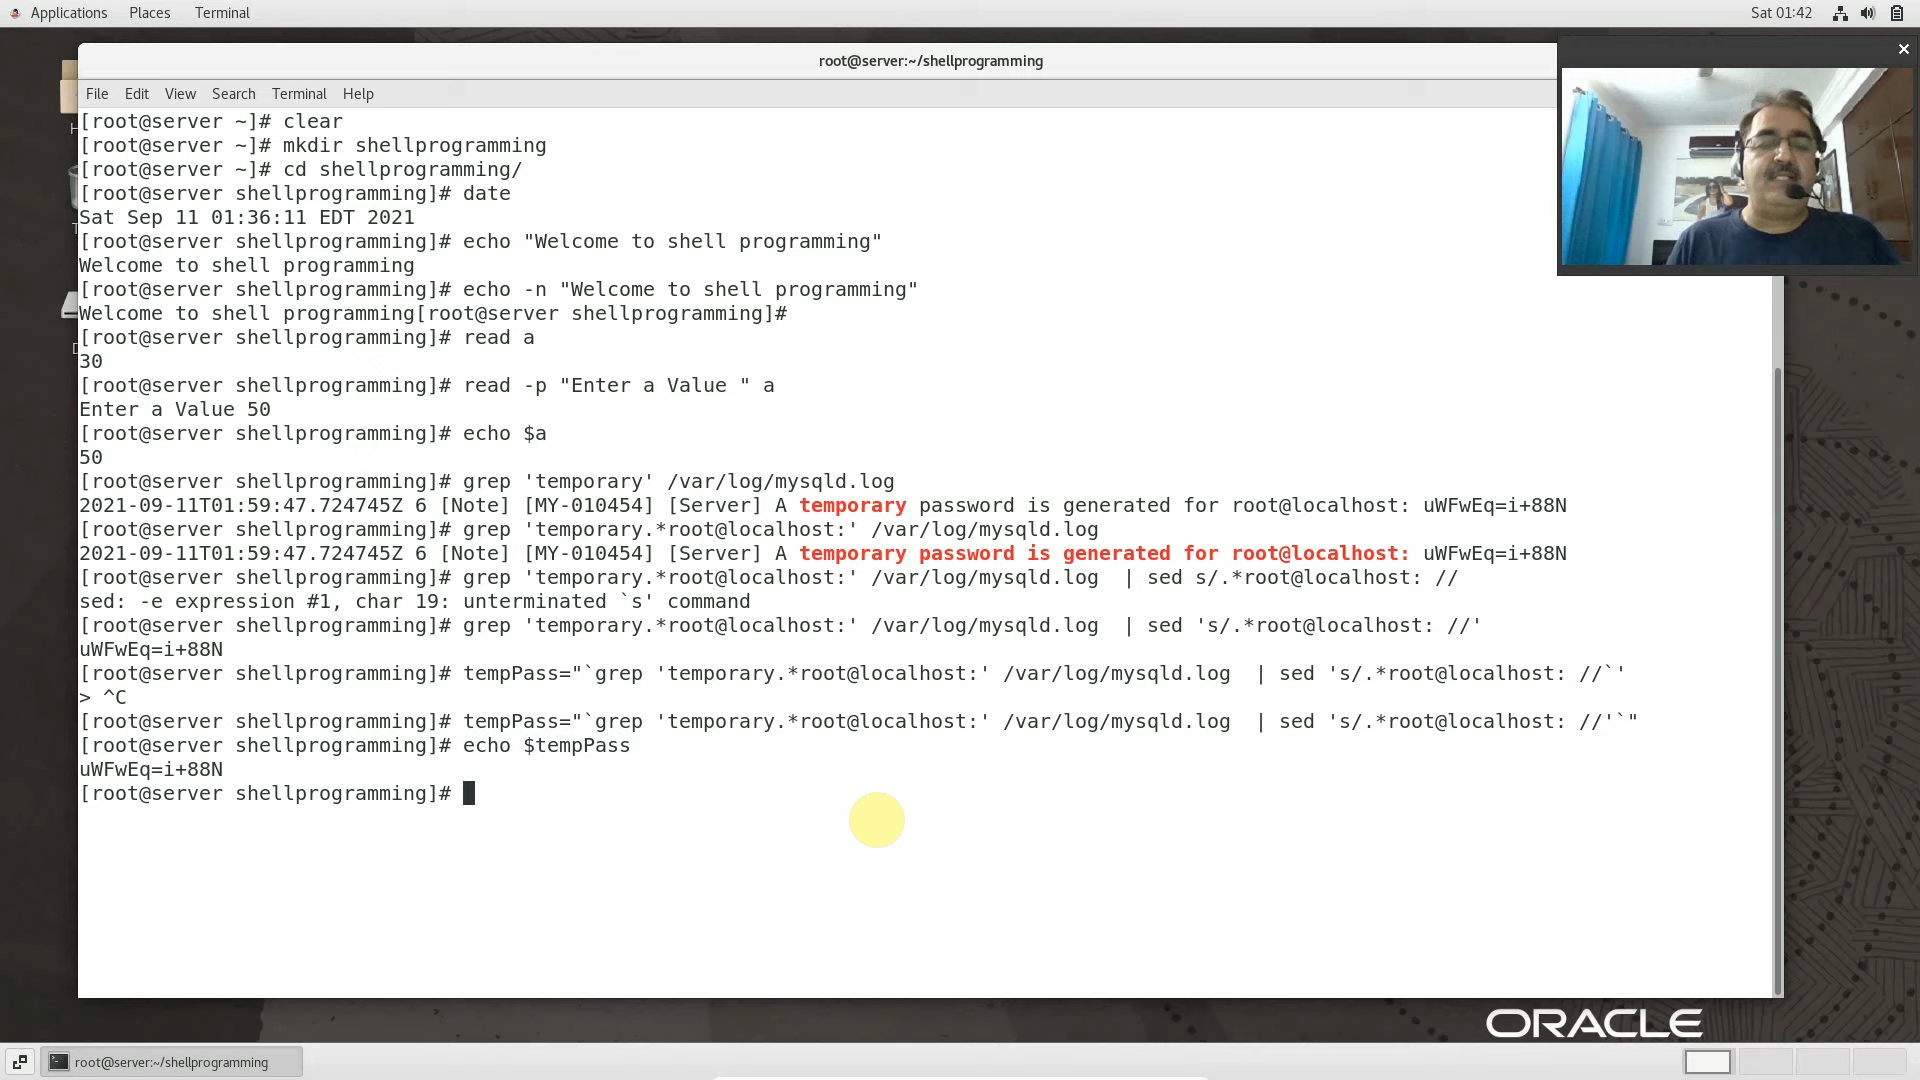 Applications Places Terminal Sat 01:42
root@server:~/shellprogramming
File Edit View Search Terminal Help
[root@server ~]# clear
[root@server ~]# mkdir shellprogramming
[root@server ~]# cd shellprogramming/
[root@server shellprogramming]# date
Sat Sep 11 01:36:11 EDT 2021
[root@server shellprogramming]# echo "Welcome to shell programming"
Welcome to shell programming
[root@server shellprogramming]# echo -n "Welcome to shell programming"
Welcome to shell programming[root@server shellprogramming]#
[root@server shellprogramming]# read a
30
[root@server shellprogramming]# read -p "Enter a Value " a
Enter a Value 50
[root@server shellprogramming]# echo $a
50
[root@server shellprogramming]# grep 'temporary' /var/log/mysqld.log
2021-09-11T01:59:47.724745Z 6 [Note] [MY-010454] [Server] A temporary password is generated for root@localhost: uWFwEq=i+88N
[root@server shellprogramming]# grep 'temporary.*root@localhost:' /var/log/mysqld.log
2021-09-11T01:59:47.724745Z 6 [Note] [MY-010454] [Server] A temporary password is generated for root@localhost: uWFwEq=i+88N
[root@server shellprogramming]# grep 'temporary.*root@localhost:' /var/log/mysqld.log  | sed s/.*root@localhost: //
sed: -e expression #1, char 19: unterminated `s' command
[root@server shellprogramming]# grep 'temporary.*root@localhost:' /var/log/mysqld.log  | sed 's/.*root@localhost: //'
uWFwEq=i+88N
[root@server shellprogramming]# tempPass="`grep 'temporary.*root@localhost:' /var/log/mysqld.log  | sed 's/.*root@localhost: //`'
> ^C
[root@server shellprogramming]# tempPass="`grep 'temporary.*root@localhost:' /var/log/mysqld.log  | sed 's/.*root@localhost: //'`"
[root@server shellprogramming]# echo $tempPass
uWFwEq=i+88N
[root@server shellprogramming]#
ORACLE
root@server:~/shellprogramming